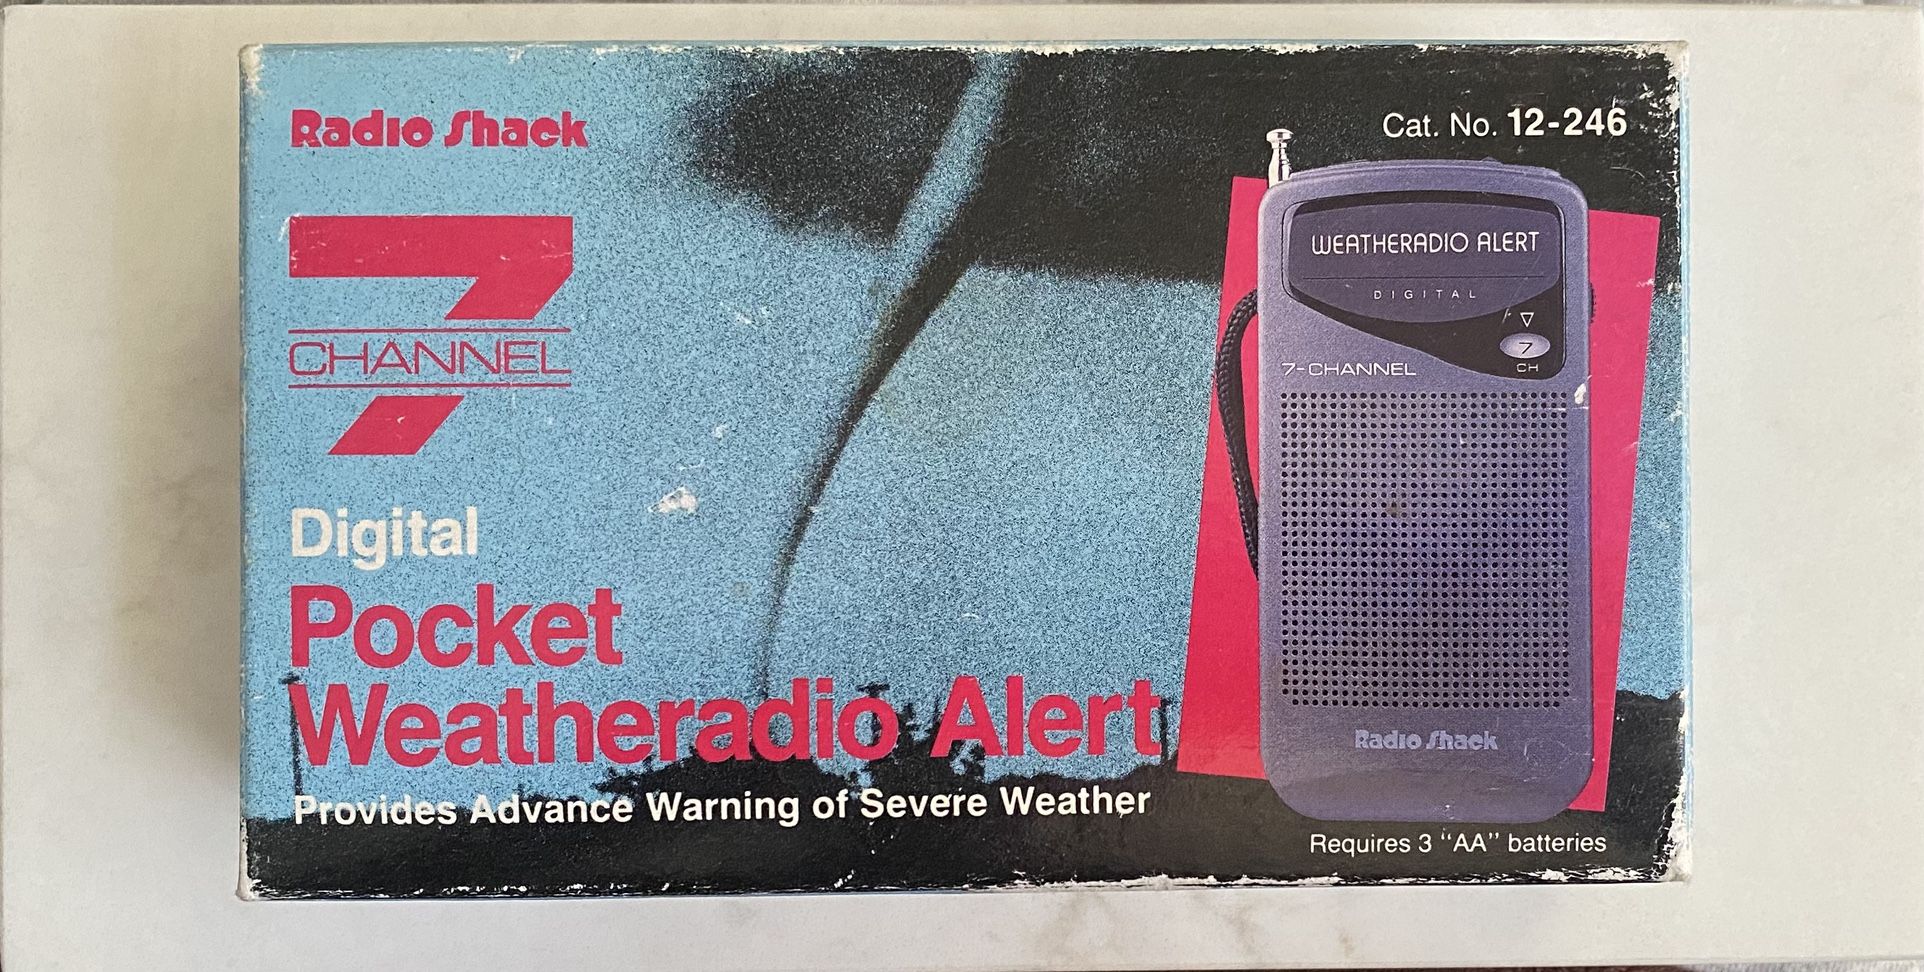 Radio Shack
7
CHANNEL
Digital
Pocket
Weatheradio Alert
Provides Advance Warning of Severe Weather
Cat. No. 12-246
WEATHERADIO ALERT
DIGITAL
▽
7
CH
7-CHANNEL
Radio Shack
Requires 3 “AA” batteries